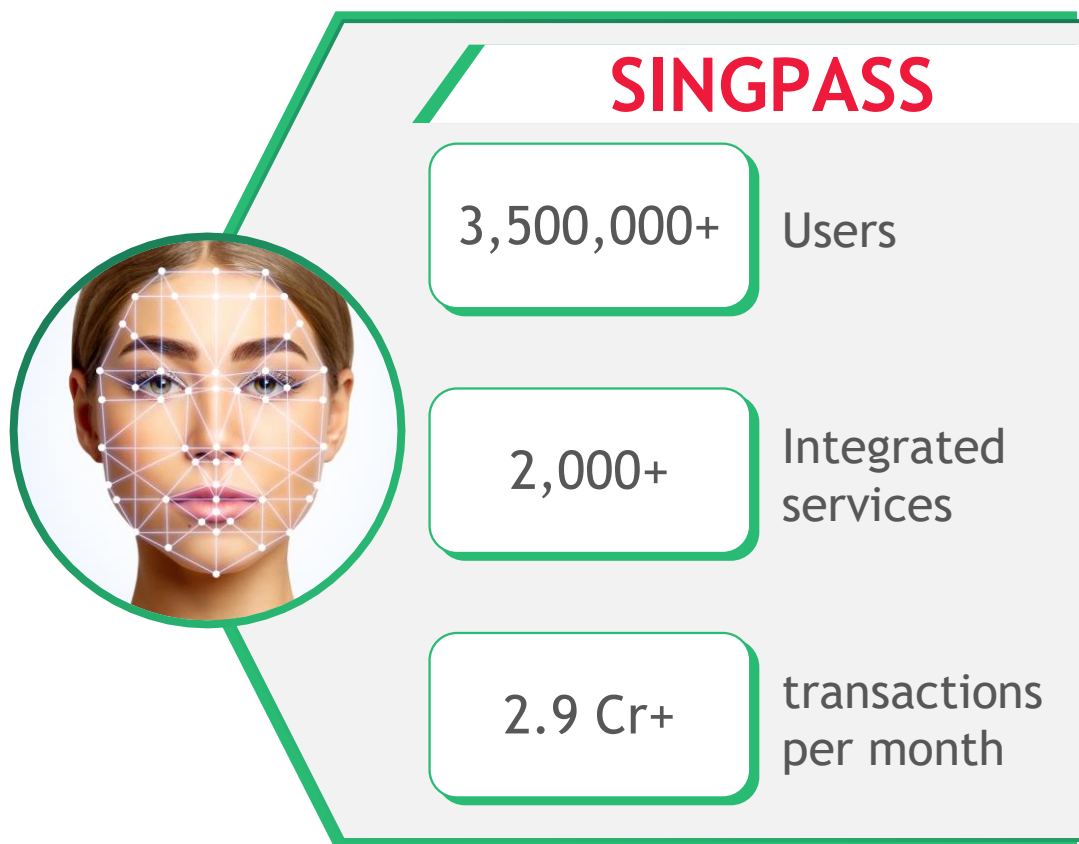 SINGPASS
3,500,000+
Users
2,000+
Integrated
services
2.9 Cr+
transactions
per month